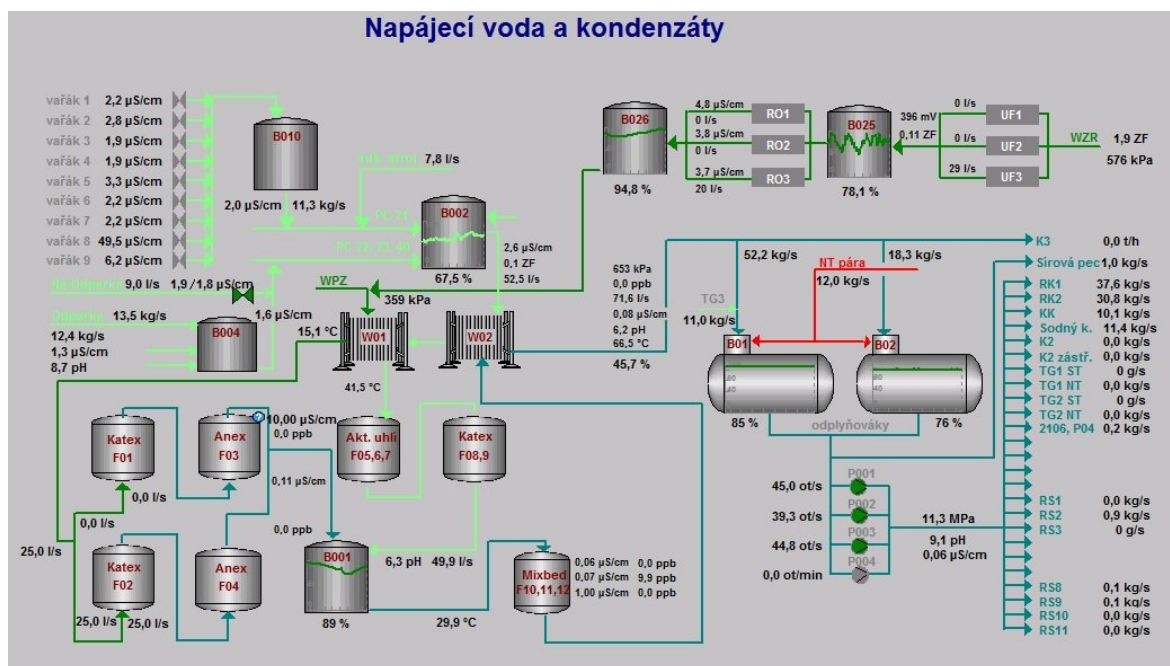 Napájecí voda a kondenzáty
vařák 1 2,2 µS/cm
vařák 2 2,8 µS/cm
vařák 3 1,9 µS/cm
vařák 4 1,9 µS/cm
vařák 5 3,3 µS/cm
vařák 6 2,2 µS/cm
vařák 7 2,2 µS/cm
vařák 8 49,5 µS/cm
vařák 9 6,2 µS/cm
B010
2,0 µS/cm 11,3 kg/s
7,8 l/s
PC 21
B002
67,5 %
2,6 µS/cm
0,1 ZF
52,5 l/s
B026
94,8 %
4,8 µS/cm
0 l/s
3,8 µS/cm
0 l/s
3,7 µS/cm
20 l/s
RO1
RO2
RO3
B025
78,1 %
396 mV
0,11 ZF
0 l/s
0 l/s
29 l/s
UF1
UF2
UF3
WZR
1,9 ZF
576 kPa
9,0 l/s
1,9 / 1,8 µS/cm
1,6 µS/cm
Odparka 13,5 kg/s
12,4 kg/s
1,3 µS/cm
8,7 pH
B004
WPZ
359 kPa
15,1 °C
W01
W02
41,5 °C
653 kPa
0,0 ppb
71,6 l/s
0,08 µS/cm
6,2 pH
66,5 °C
45,7 %
52,2 kg/s
18,3 kg/s
NT pára
12,0 kg/s
TG3
11,0 kg/s
B01
B02
80
40
80
40
85 %
76 %
odplyňováky
Katex
F01
Anex
F03
10,00 µS/cm
0,0 ppb
0,11 µS/cm
0,0 ppb
0,0 l/s
0,0 l/s
25,0 l/s
Katex
F02
Anex
F04
25,0 l/s
25,0 l/s
Akt. uhlí
F05,6,7
Katex
F08,9
B001
89 %
6,3 pH 49,9 l/s
29,9 °C
Mixbed
F10,11,12
0,06 µS/cm 0,0 ppb
0,07 µS/cm 9,9 ppb
1,00 µS/cm 0,0 ppb
P001
45,0 ot/s
P002
39,3 ot/s
P003
44,8 ot/s
P004
0,0 ot/min
11,3 MPa
9,1 pH
0,06 µS/cm
K3 0,0 t/h
Sírová pec 1,0 kg/s
RK1 37,6 kg/s
RK2 30,8 kg/s
KK 10,1 kg/s
Sodný k. 11,4 kg/s
K2 0,0 kg/s
K2 zástř. 0,0 kg/s
TG1 ST 0 g/s
TG1 NT 0,0 kg/s
TG2 ST 0 g/s
TG2 NT 0,0 kg/s
2106, P04 0,2 kg/s
RS1 0,0 kg/s
RS2 0,9 kg/s
RS3 0 g/s
RS8 0,1 kg/s
RS9 0,1 kg/s
RS10 0,0 kg/s
RS11 0,0 kg/s